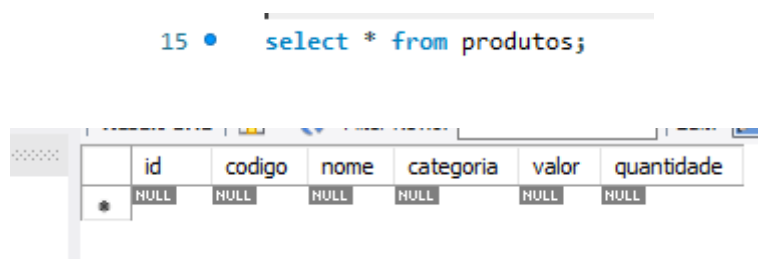 15 select * from produtos;
id codigo nome categoria valor quantidade
NULL NULL NULL NULL NULL NULL